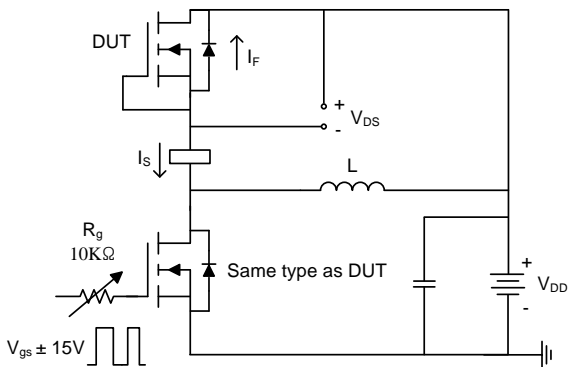 DUT
I_F
+
V_DS
-
I_S
L
R_g
10KΩ
Same type as DUT
+
V_DD
-
V_gs ± 15V